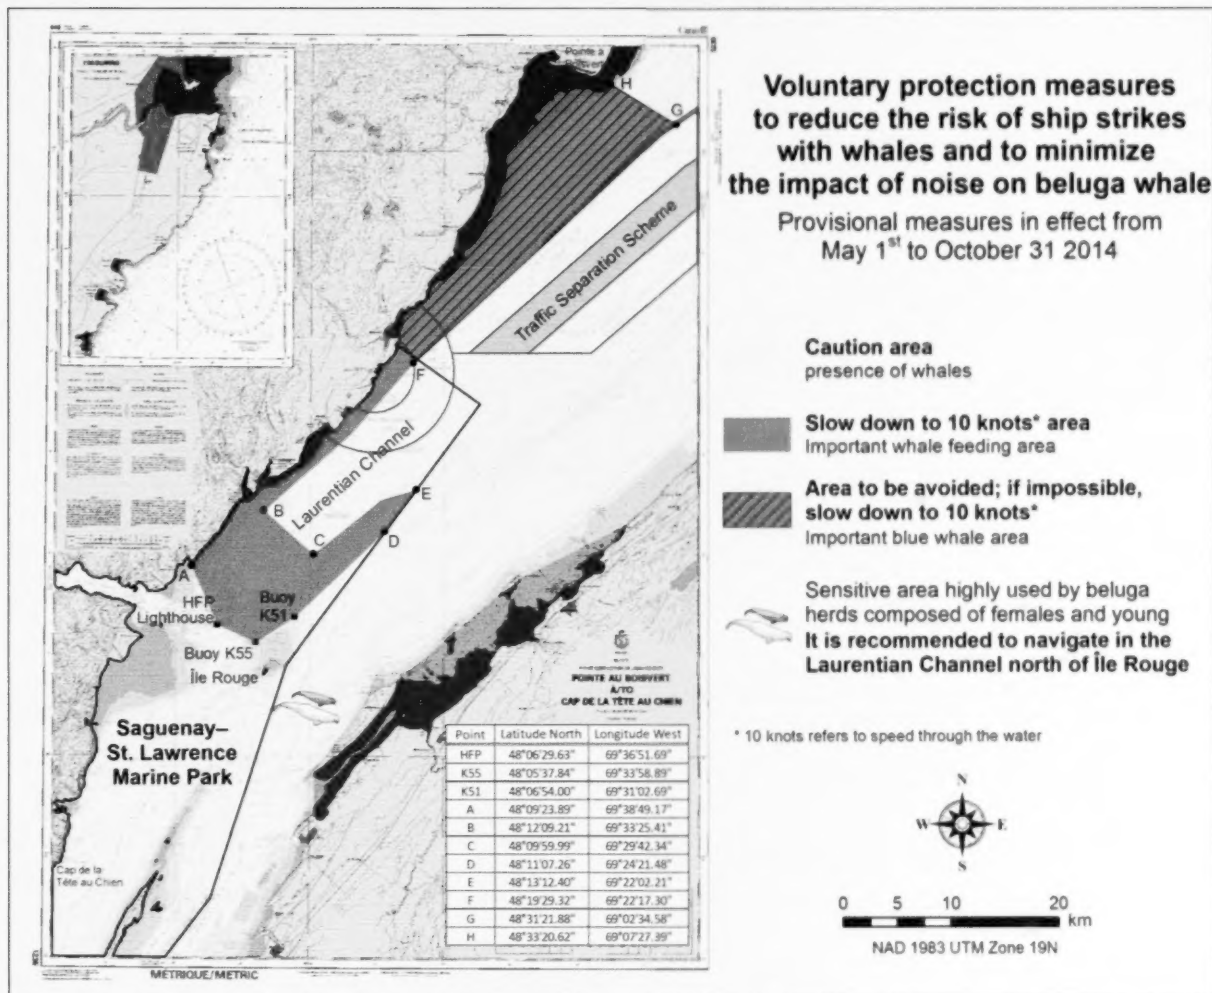 Canada
Pointe à
Boisvert
H
G
Traffic Separation Scheme
F
Laurentian Channel
B
E
C
D
A
HFP
Lighthouse
Buoy
K51
Buoy K55
Île Rouge
Saguenay–
St. Lawrence
Marine Park
Cap de la
Tête au Chien
POINTE AU BOISVERT
À/TO
CAP DE LA TÊTE AU CHIEN
Point Latitude North Longitude West
HFP 48°06'29.63" 69°36'51.69"
K55 48°05'37.84" 69°33'58.89"
K51 48°06'54.00" 69°31'02.69"
A 48°09'23.89" 69°38'49.17"
B 48°12'09.21" 69°33'25.41"
C 48°09'59.99" 69°29'42.34"
D 48°11'07.26" 69°24'21.48"
E 48°13'12.40" 69°22'02.21"
F 48°19'29.32" 69°22'17.30"
G 48°31'21.88" 69°02'34.58"
H 48°33'20.62" 69°07'27.39"
MÉTRIQUE/METRIC
Voluntary protection measures
to reduce the risk of ship strikes
with whales and to minimize
the impact of noise on beluga whale
Provisional measures in effect from
May 1st to October 31 2014
Caution area
presence of whales
Slow down to 10 knots* area
Important whale feeding area
Area to be avoided; if impossible,
slow down to 10 knots*
Important blue whale area
Sensitive area highly used by beluga
herds composed of females and young
It is recommended to navigate in the
Laurentian Channel north of Île Rouge
* 10 knots refers to speed through the water
N
W E
S
0 5 10 20
km
NAD 1983 UTM Zone 19N